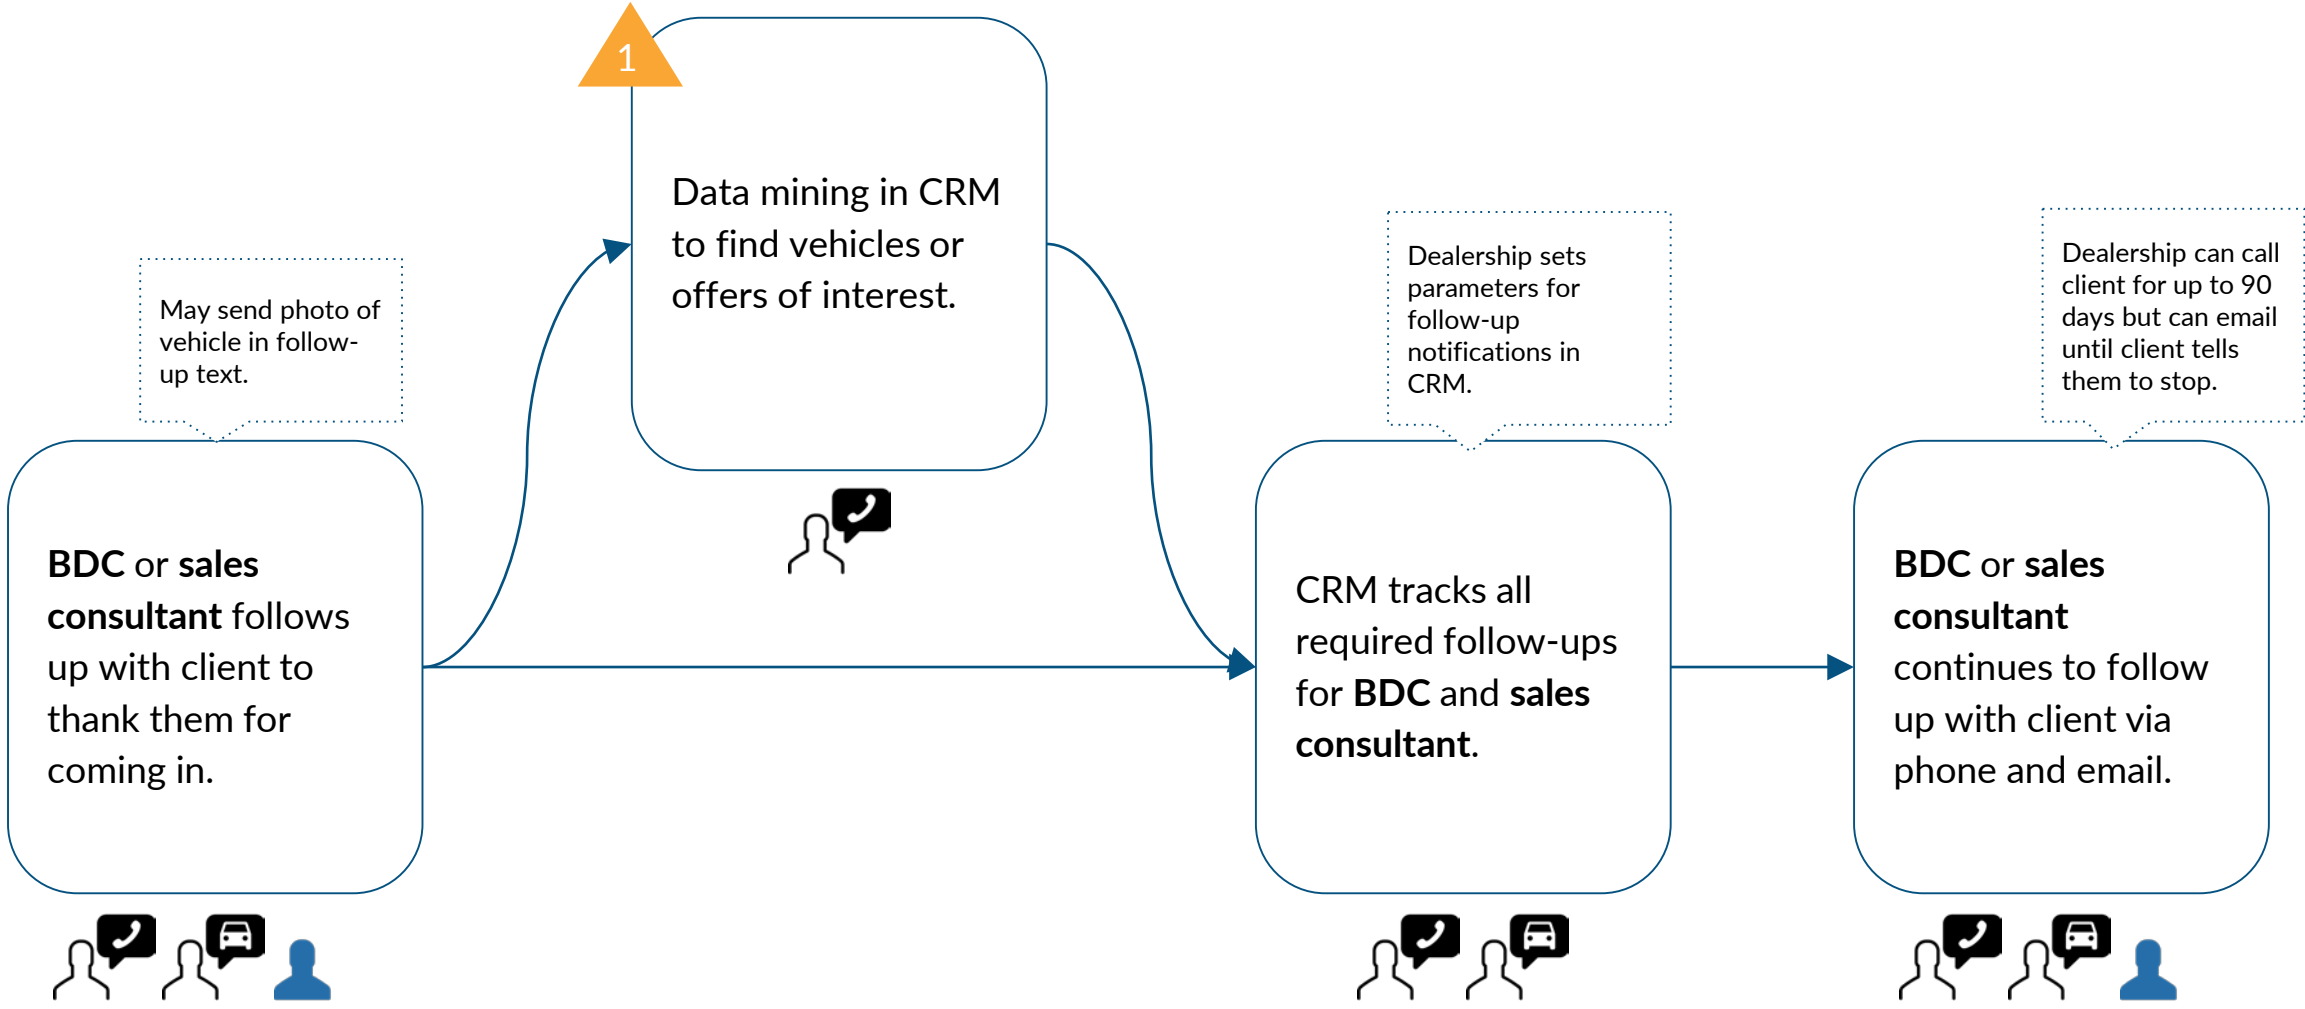 1
Data mining in CRM
to find vehicles or
offers of interest.
May send photo of
vehicle in follow-
up text.
BDC or sales
consultant follows
up with client to
thank them for
coming in.
Dealership sets
parameters for
follow-up
notifications in
CRM.
CRM tracks all
required follow-ups
for BDC and sales
consultant.
Dealership can call
client for up to 90
days but can email
until client tells
them to stop.
BDC or sales
consultant
continues to follow
up with client via
phone and email.